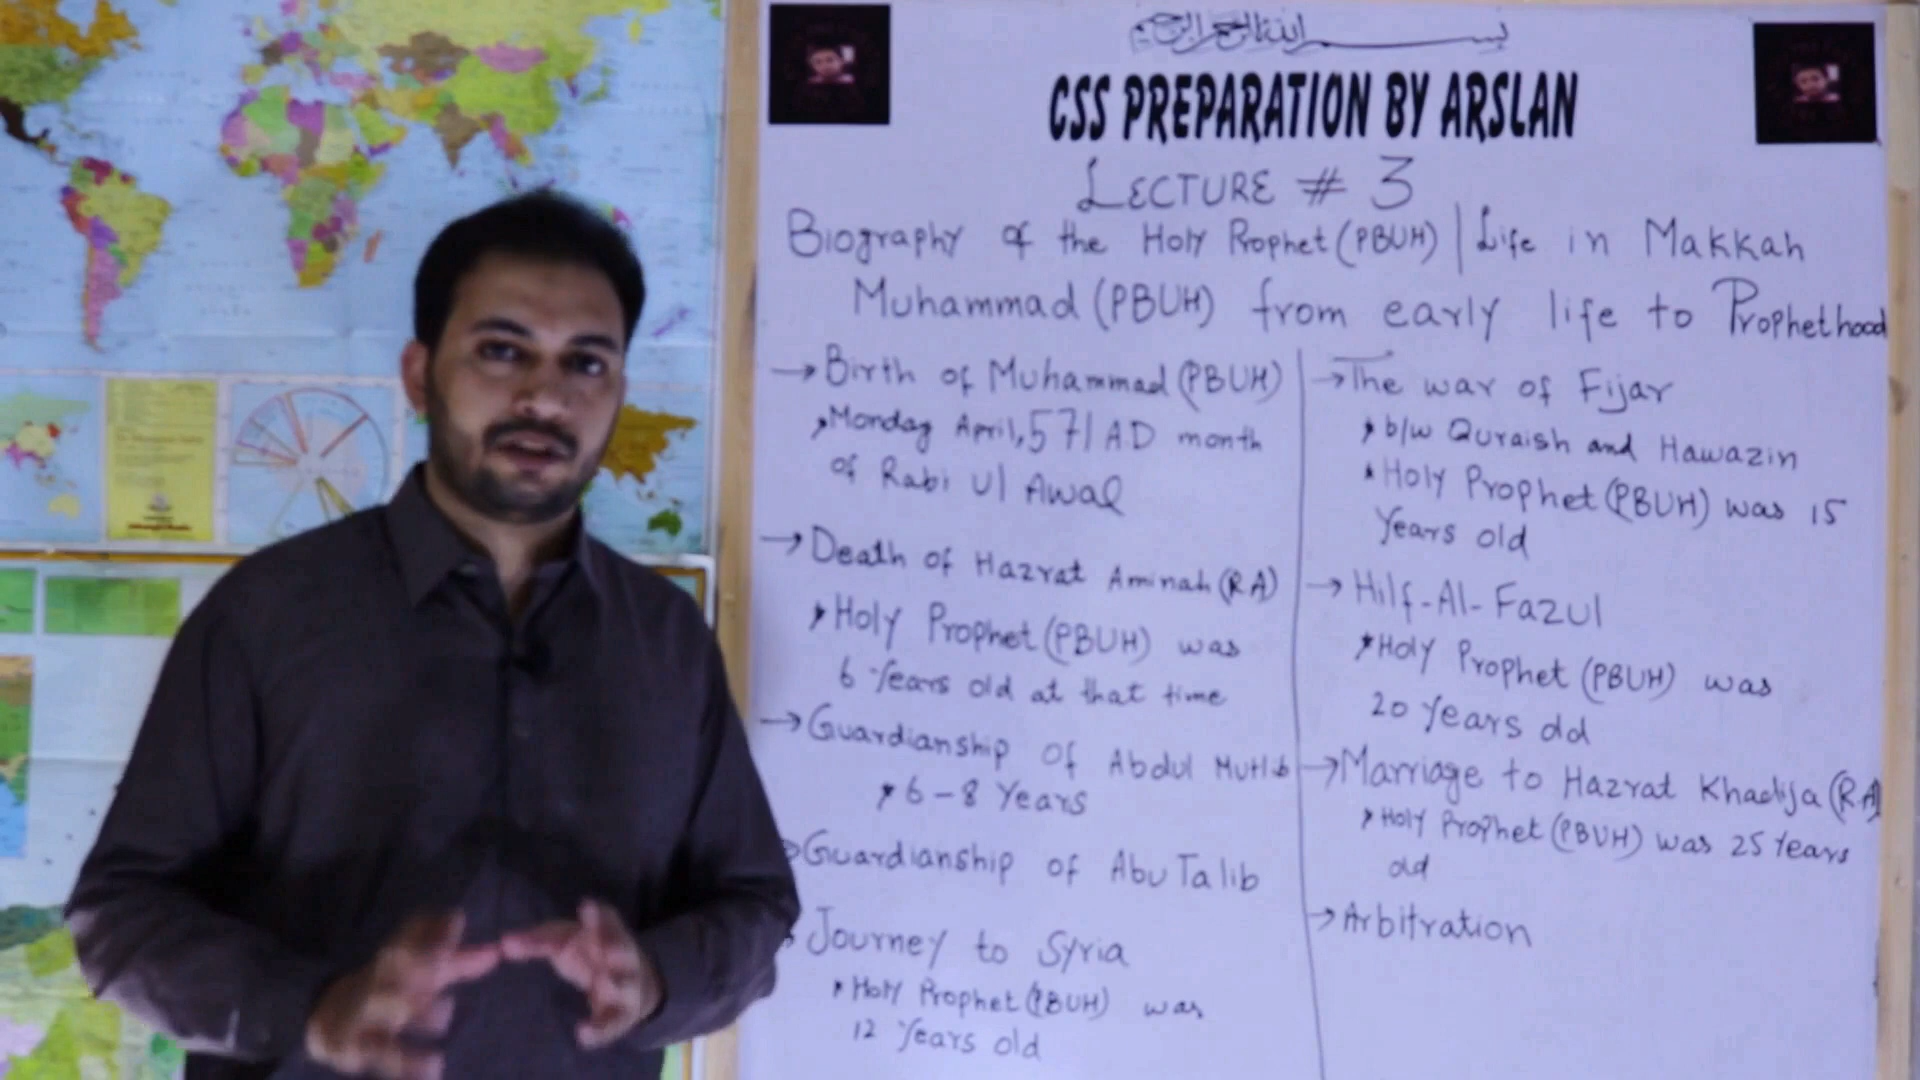 بسم الله الرحمن الرحيم
CSS PREPARATION BY ARSLAN
LECTURE # 3
Biography of the Holy Prophet (PBUH) | Life in Makkah
Muhammad (PBUH) from early life to Prophethood
→ Birth of Muhammad (PBUH)
Monday April, 571 AD month
of Rabi ul Awal
→ Death of Hazrat Aminah (RA)
Holy Prophet (PBUH) was
6 Years old at that time
→ Guardianship of Abdul Mutlib
6-8 Years
Guardianship of Abu Talib
Journey to Syria
Holy Prophet (PBUH) was
12 Years old
→ The war of Fijar
b/w Quraish and Hawazin
Holy Prophet (PBUH) was 15
Years old
→ Hilf-Al-Fazul
Holy Prophet (PBUH) was
20 Years old
→ Marriage to Hazrat Khadija (RA)
Holy Prophet (PBUH) was 25 Years
old
→ Arbitration